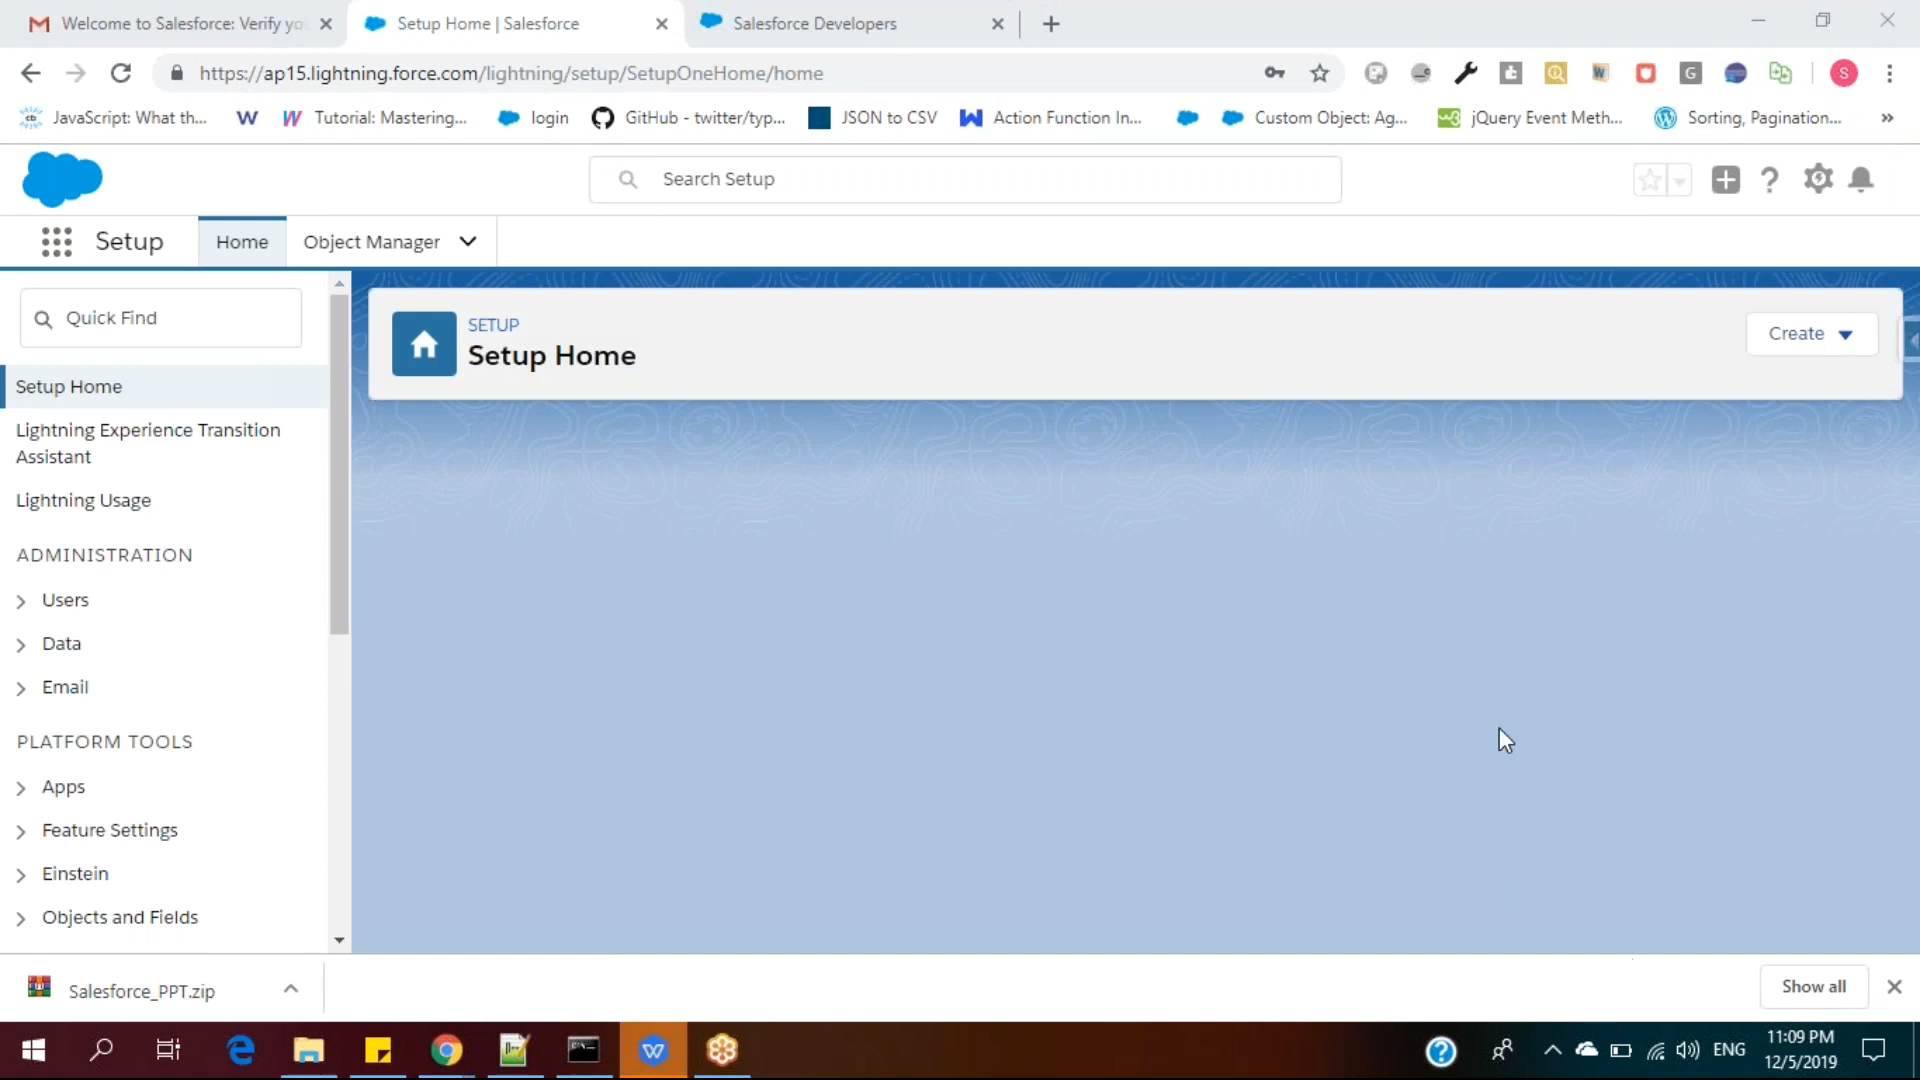 Welcome to Salesforce: Verify yo
Setup Home | Salesforce
Salesforce Developers
https://ap15.lightning.force.com/lightning/setup/SetupOneHome/home
S
JavaScript: What th...
Tutorial: Mastering...
login
GitHub - twitter/typ...
JSON to CSV
Action Function In...
Custom Object: Ag...
jQuery Event Meth...
Sorting, Pagination...
»
Search Setup
Setup
Home
Object Manager
Quick Find
SETUP
Setup Home
Create
Setup Home
Lightning Experience Transition
Assistant
Lightning Usage
ADMINISTRATION
Users
Data
Email
PLATFORM TOOLS
Apps
Feature Settings
Einstein
Objects and Fields
Salesforce_PPT.zip
Show all
ENG
11:09 PM
12/5/2019